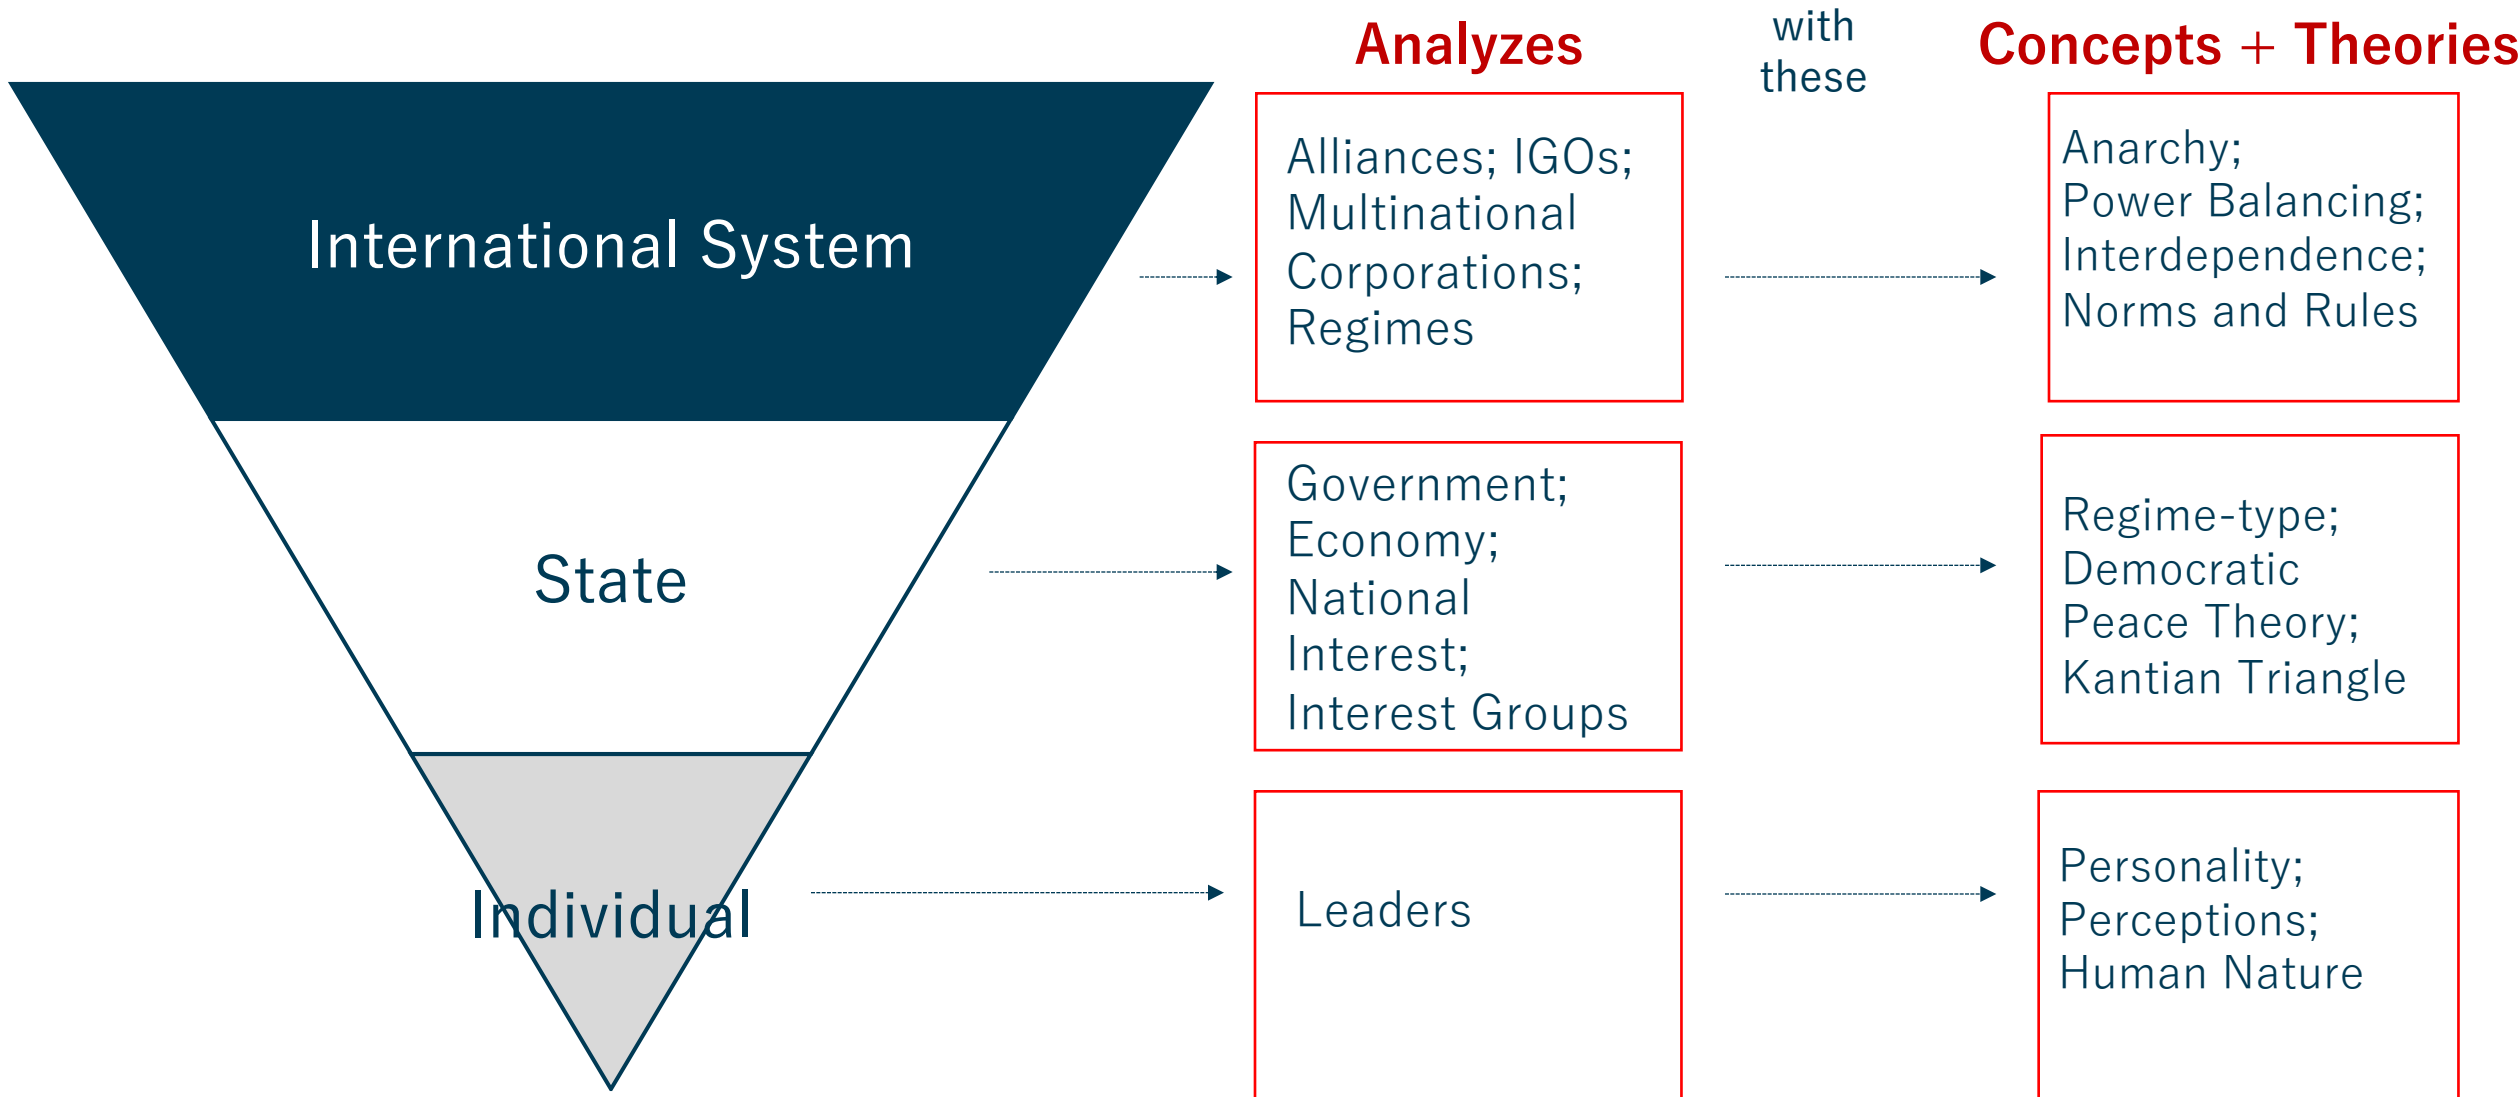 Analyzes
with
these
Concepts + Theories
International System
Alliances; IGOs;
Multinational
Corporations;
Regimes
Anarchy;
Power Balancing;
Interdependence;
Norms and Rules
State
Government;
Economy;
National
Interest;
Interest Groups
Regime-type;
Democratic
Peace Theory;
Kantian Triangle
Individual
Leaders
Personality;
Perceptions;
Human Nature